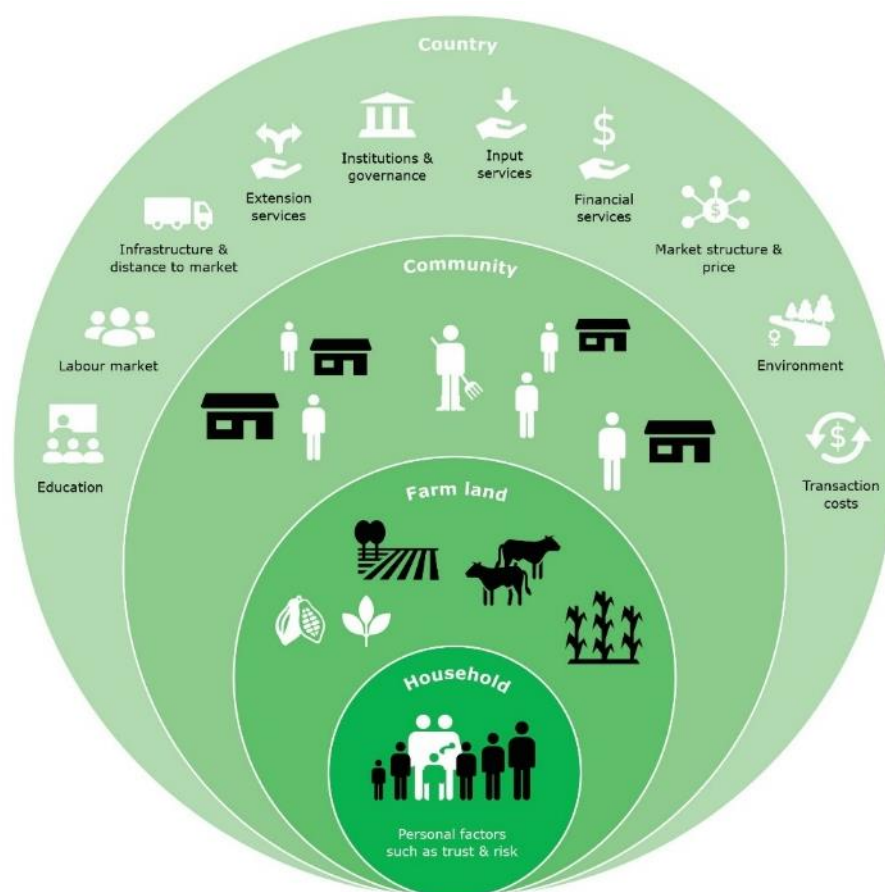 Country
Institutions &
governance
Input
services
Extension
services
Financial
services
Infrastructure &
distance to market
Market structure &
price
Community
Labour market
Environment
Education
Transaction
costs
Farm land
Household
Personal factors
such as trust & risk